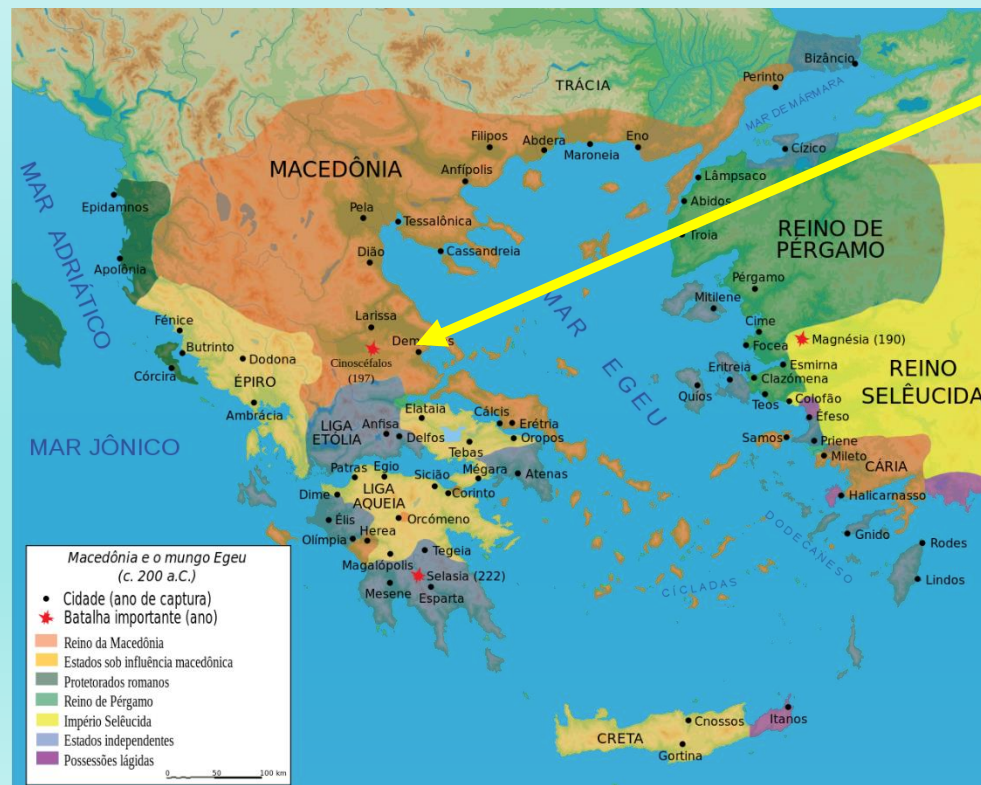 Bizâncio
Perinto
TRÁCIA
MAR DE MÁRMARA
Filipos
Abdera
Eno
Maroneia
Cízico
MACEDÔNIA
Anfípolis
Lâmpsaco
MAR ADRIÁTICO
Epidamnos
Pela
Tessalônica
Abidos
REINO DE
PÉRGAMO
Troia
Dião
Cassandreia
Apolônia
MAR EGEU
Pérgamo
Mitilene
Fénice
Larissa
Cime
Magnésia (190)
Butrinto
Dodona
Cinoscéfalos
(197)
Focea
Esmirna
REINO
SELÊUCIDA
Córcira
ÉPIRO
Eritreia
Clazómena
Quíos
Teos
Colofão
Ambrácia
Elataia
Cálcis
Erétria
Éfeso
LIGA
ETÓLIA
Anfisa
Delfos
Oropos
Samos
Priene
MAR JÔNICO
Tebas
Mileto
CÁRIA
Patras
Egio
Sicião
Mégara
Atenas
Dime
LIGA
AQUEIA
Corinto
Halicarnasso
Élis
Orcómeno
Olímpia
Herea
DODECANESO
Gnido
Rodes
Tegeia
Magalópolis
Selasia (222)
CÍCLADAS
Lindos
Mesene
Esparta
Itanos
CRETA
Cnossos
Gortina
Macedônia e o mungo Egeu
(c. 200 a.C.)
Cidade (ano de captura)
Batalha importante (ano)
Reino da Macedônia
Estados sob influência macedônica
Protetorados romanos
Reino de Pérgamo
Império Selêucida
Estados independentes
Possessões lágidas
0 50 100 km